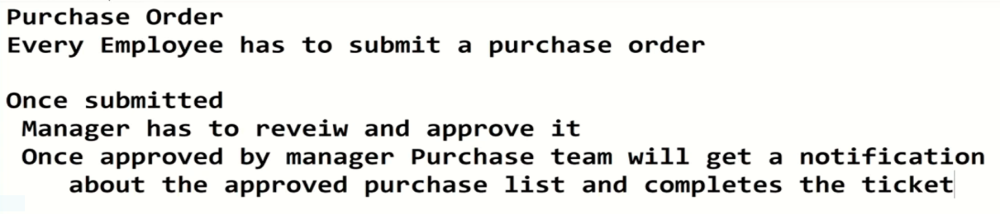 Purchase Order
Every Employee has to submit a purchase order
Once submitted
Manager has to reveiw and approve it
Once approved by manager Purchase team will get a notification
about the approved purchase list and completes the ticket